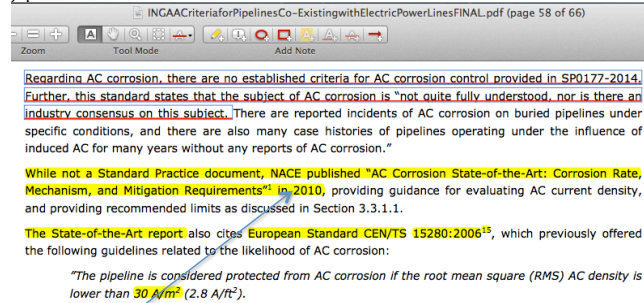 INGAACriteriaforPipelinesCo-ExistingwithElectricPowerLinesFINAL.pdf (page 58 of 66)
Zoom Tool Mode Add Note
Regarding AC corrosion, there are no established criteria for AC corrosion control provided in SP0177-2014.
Further, this standard states that the subject of AC corrosion is “not quite fully understood, nor is there an
industry consensus on this subject. There are reported incidents of AC corrosion on buried pipelines under
specific conditions, and there are also many case histories of pipelines operating under the influence of
induced AC for many years without any reports of AC corrosion.”
While not a Standard Practice document, NACE published “AC Corrosion State-of-the-Art: Corrosion Rate,
Mechanism, and Mitigation Requirements”¹ in 2010, providing guidance for evaluating AC current density,
and providing recommended limits as discussed in Section 3.3.1.1.
The State-of-the-Art report also cites European Standard CEN/TS 15280:2006¹⁵, which previously offered
the following guidelines related to the likelihood of AC corrosion:
“The pipeline is considered protected from AC corrosion if the root mean square (RMS) AC density is
lower than 30 A/m² (2.8 A/ft²).